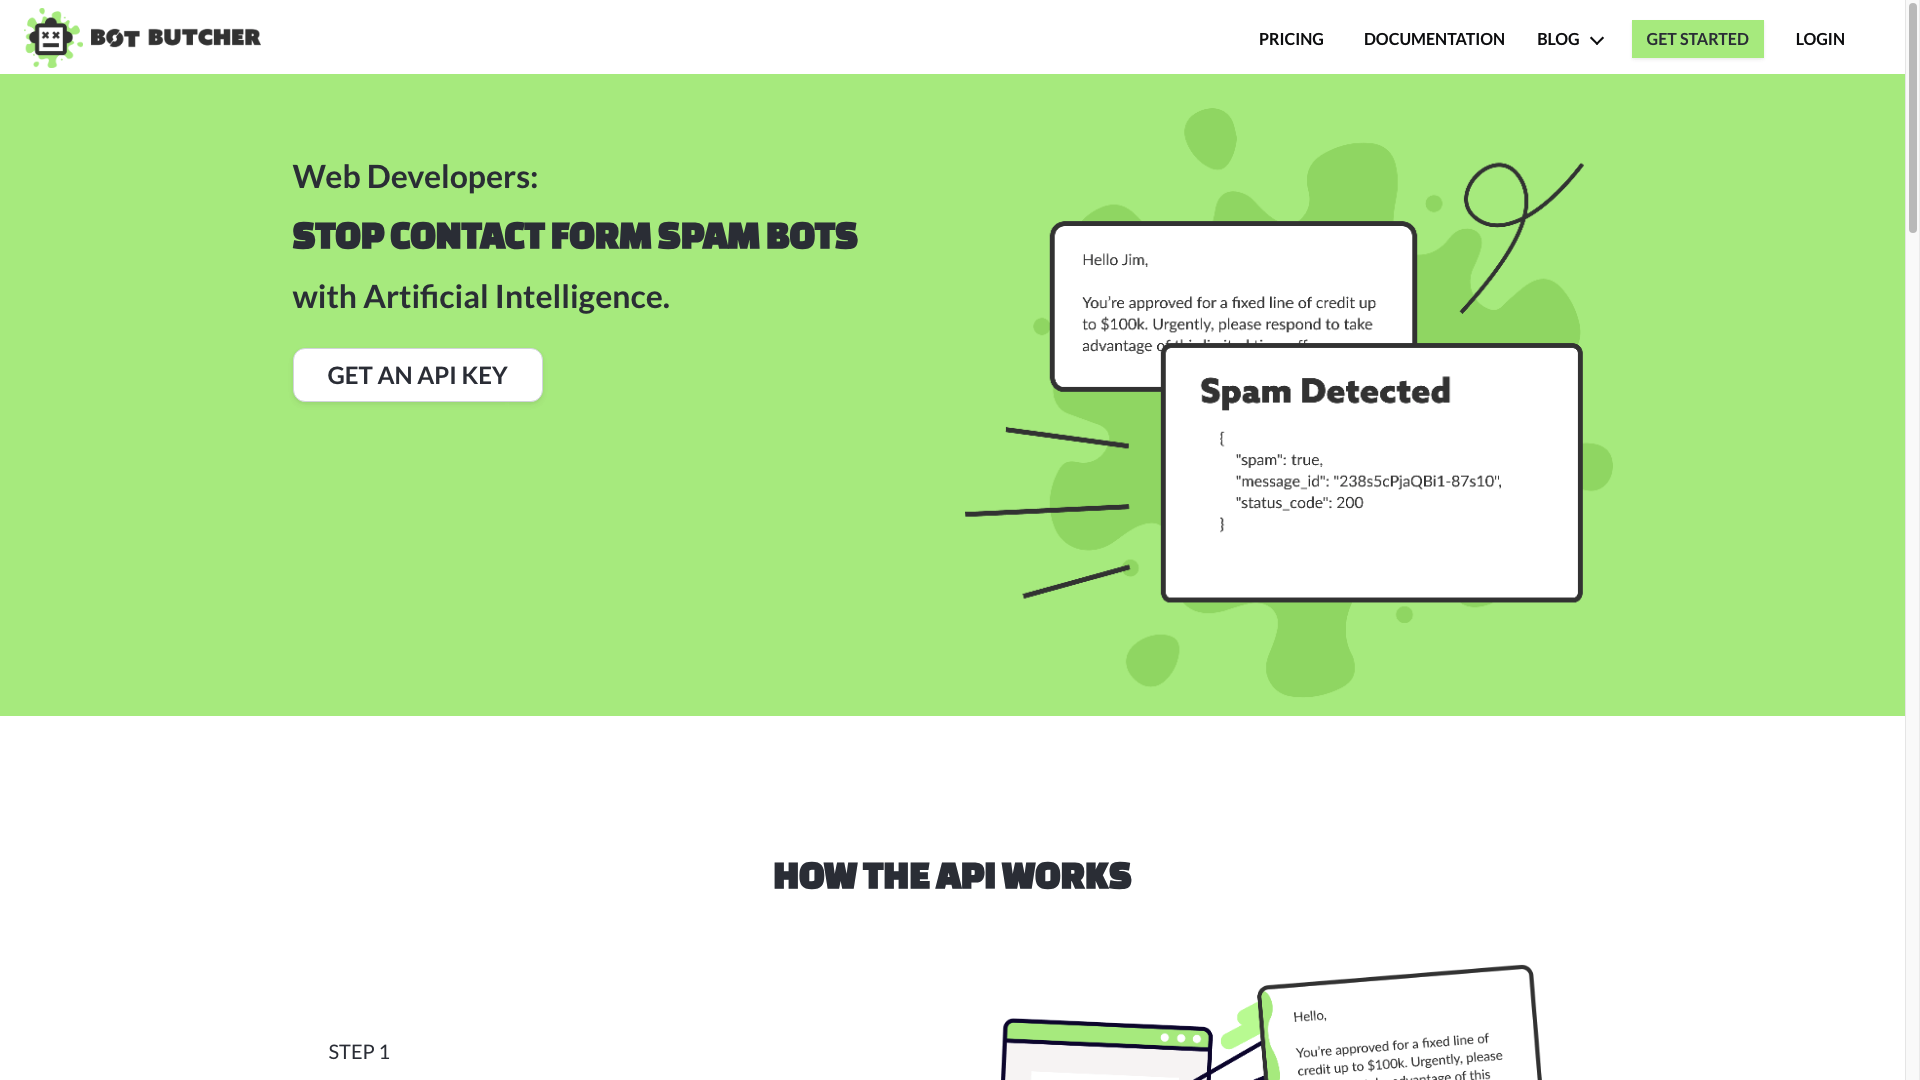 BOT BUTCHER
PRICING
DOCUMENTATION
BLOG
GET STARTED
LOGIN
Web Developers:
STOP CONTACT FORM SPAM BOTS
with Artificial Intelligence.
GET AN API KEY
Hello Jim,
You're approved for a fixed line of credit up
to $100k. Urgently, please respond to take
advantage
Spam Detected
{
"spam": true,
"message_id": "238s5cPjaQBi1-87s10",
"status_code": 200
}
HOW THE API WORKS
STEP 1
Hello,
You're approved for a fixed line of
credit up to $100k. Urgently, please
advantage of this